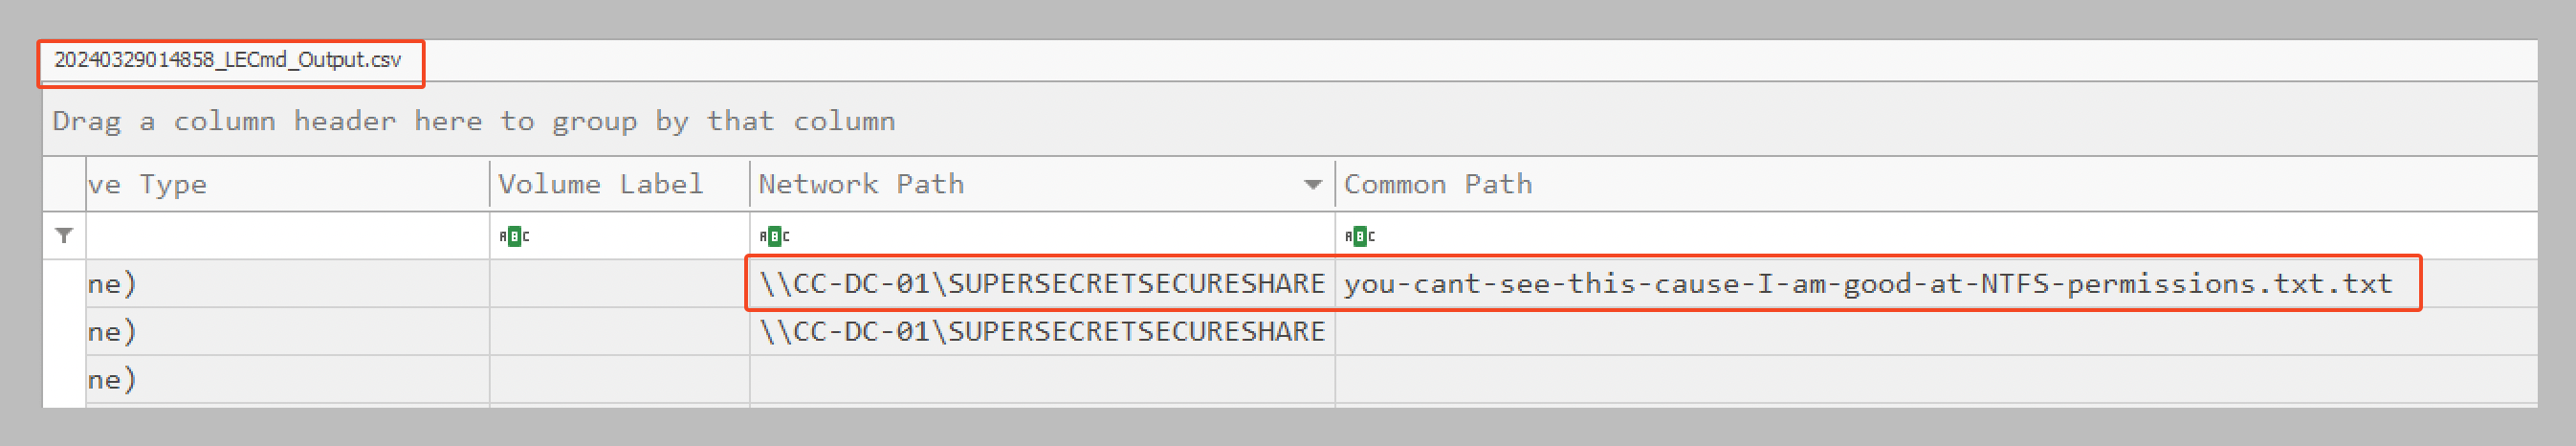 20240329014858_LECmd_Output.csv
Drag a column header here to group by that column
ve Type Volume Label Network Path Common Path
ABC ABC ABC
ne) \\CC-DC-01\SUPERSECRETSECURESHARE you-cant-see-this-cause-I-am-good-at-NTFS-permissions.txt.txt
ne) \\CC-DC-01\SUPERSECRETSECURESHARE
ne)